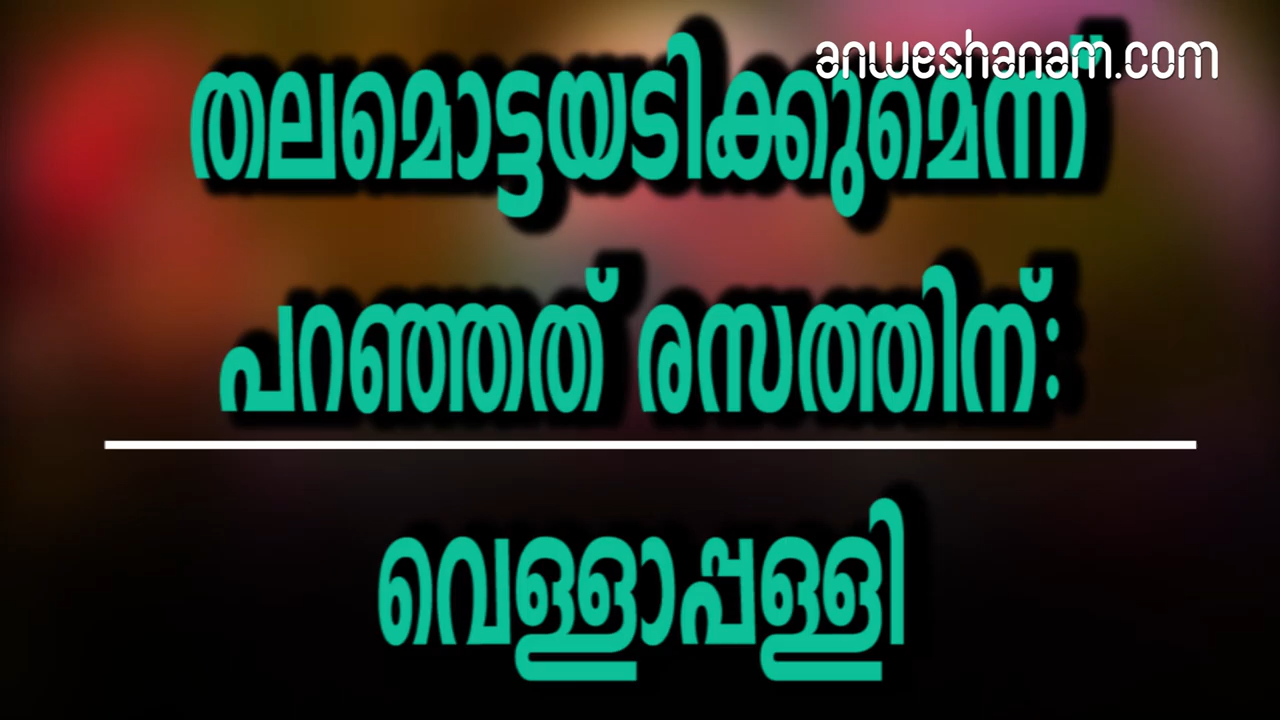 anweshanam.com
തലമൊട്ടയടിക്കുമെന്ന്
പറഞ്ഞത് രസത്തിന്:
വെള്ളാപ്പള്ളി